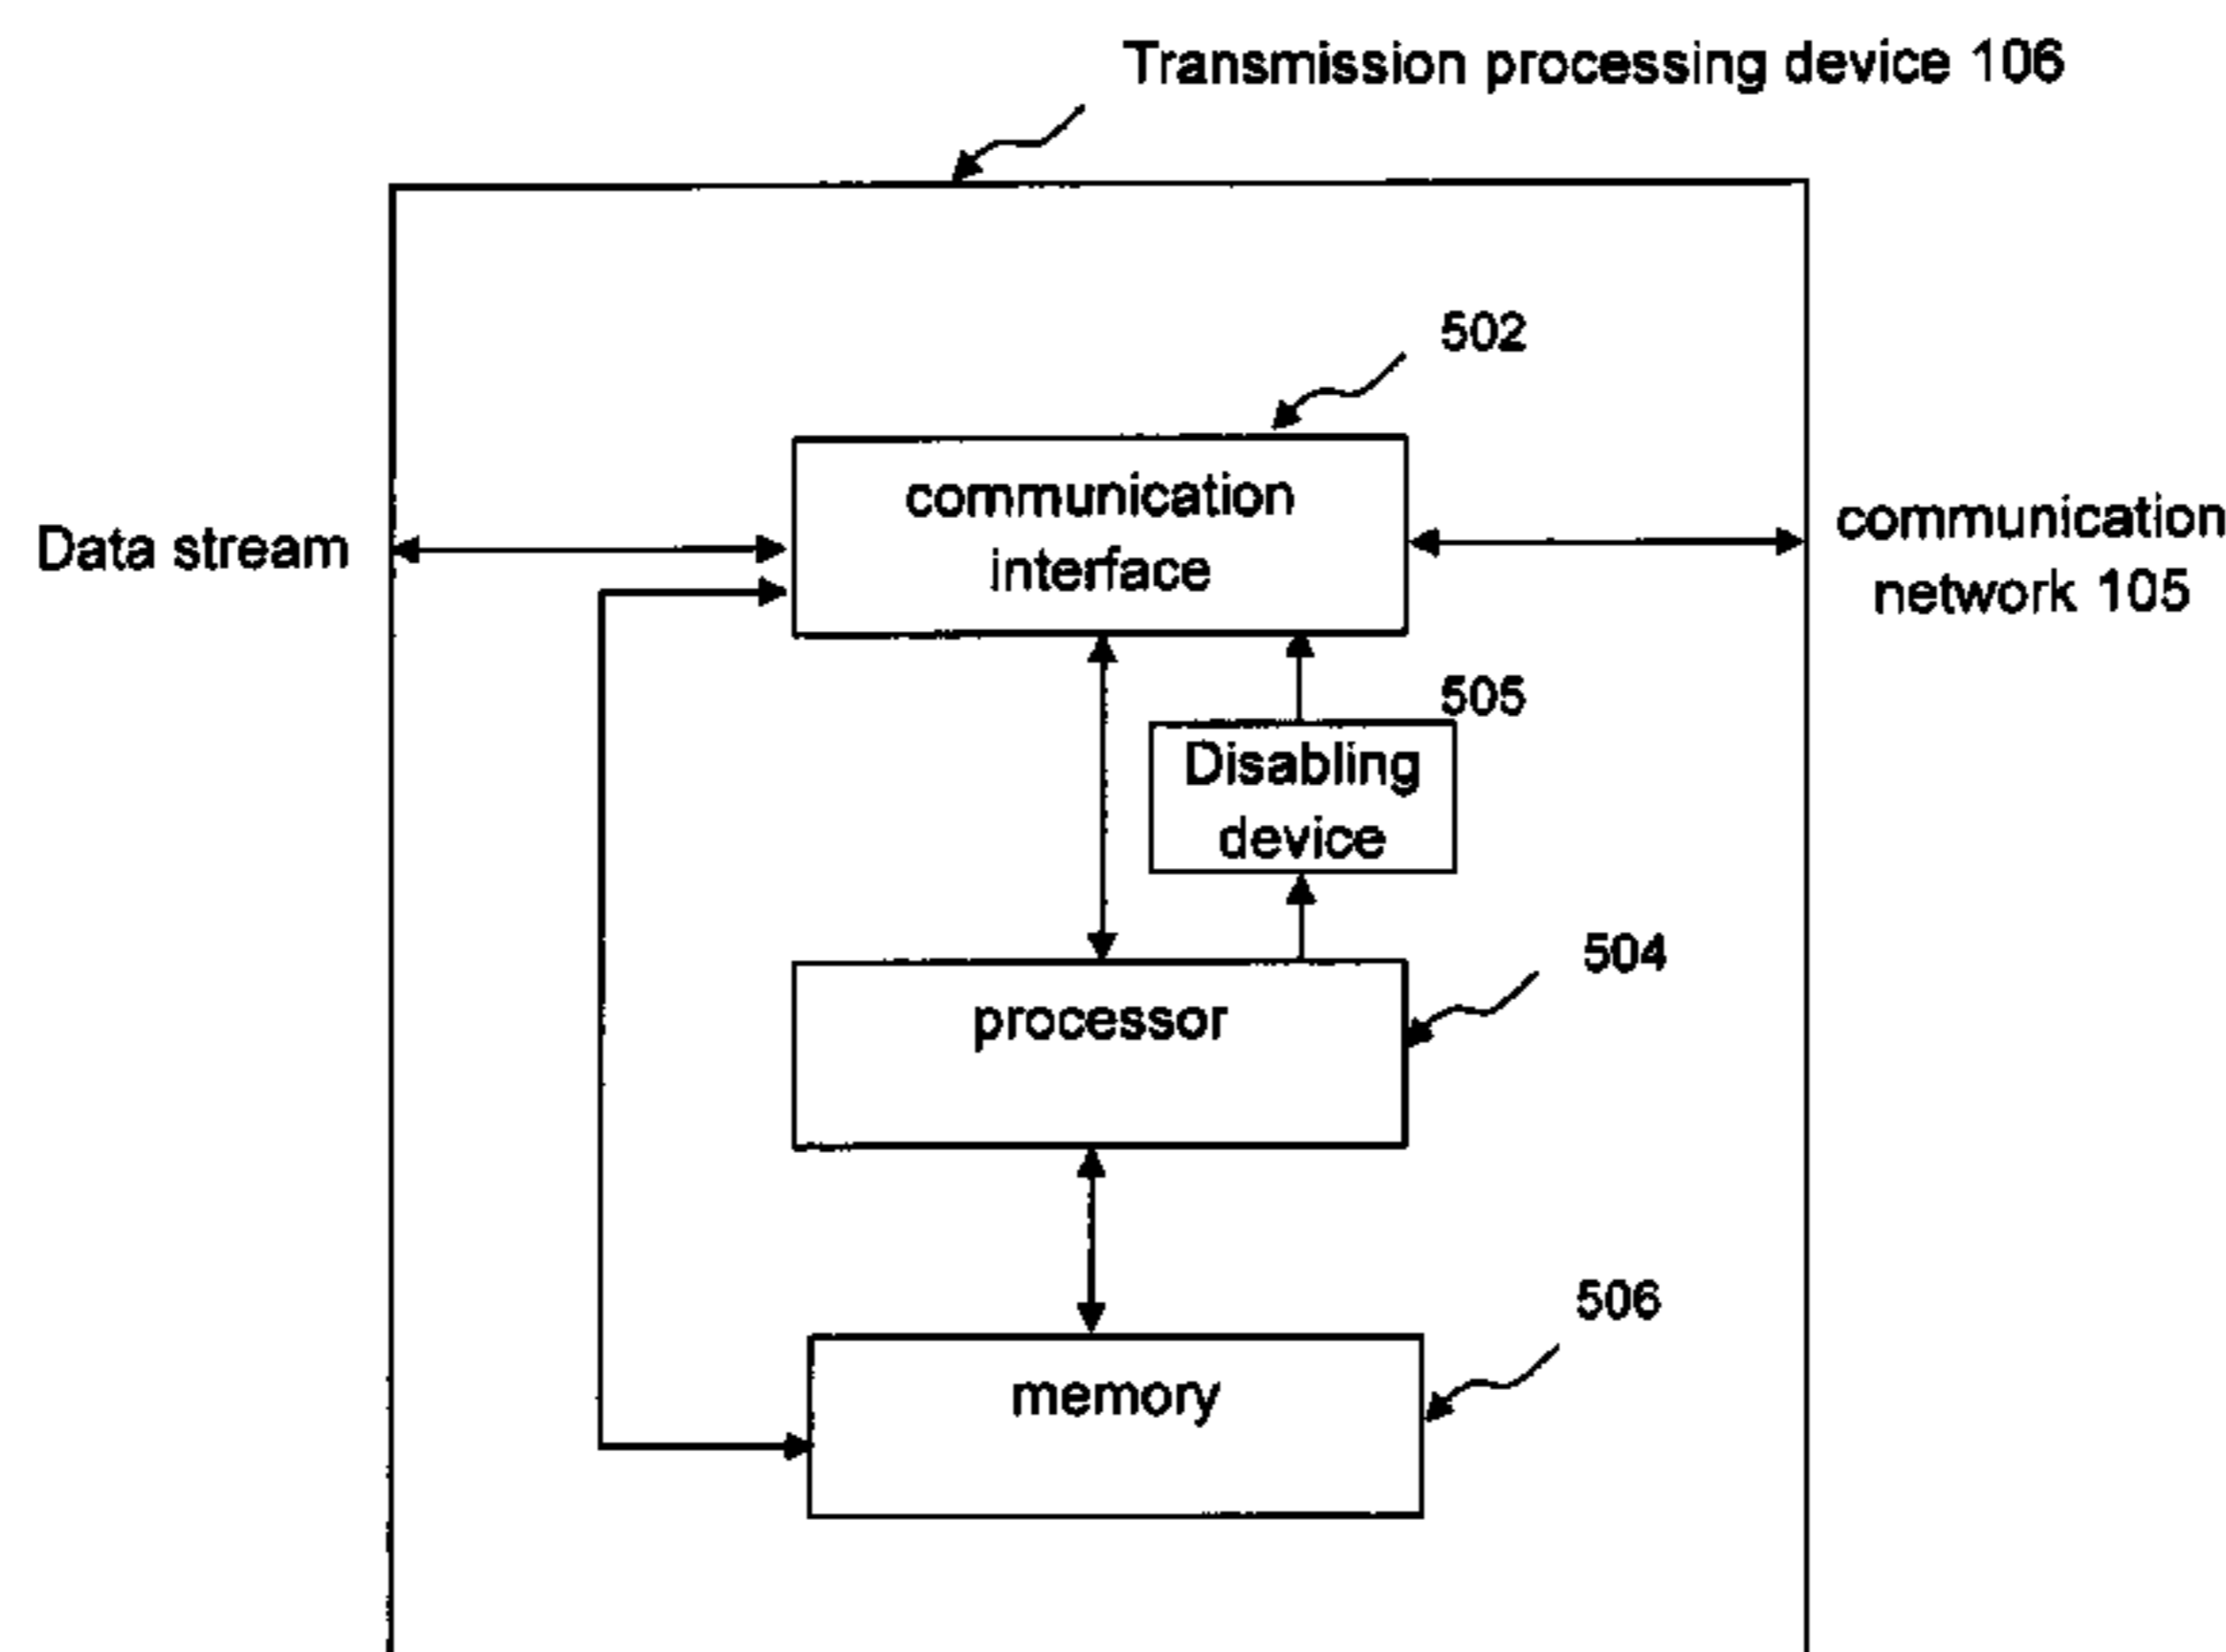 Transmission processing device 106
502
communication
interface
Data stream
communication
network 105
505
Disabling
device
504
processor
506
memory